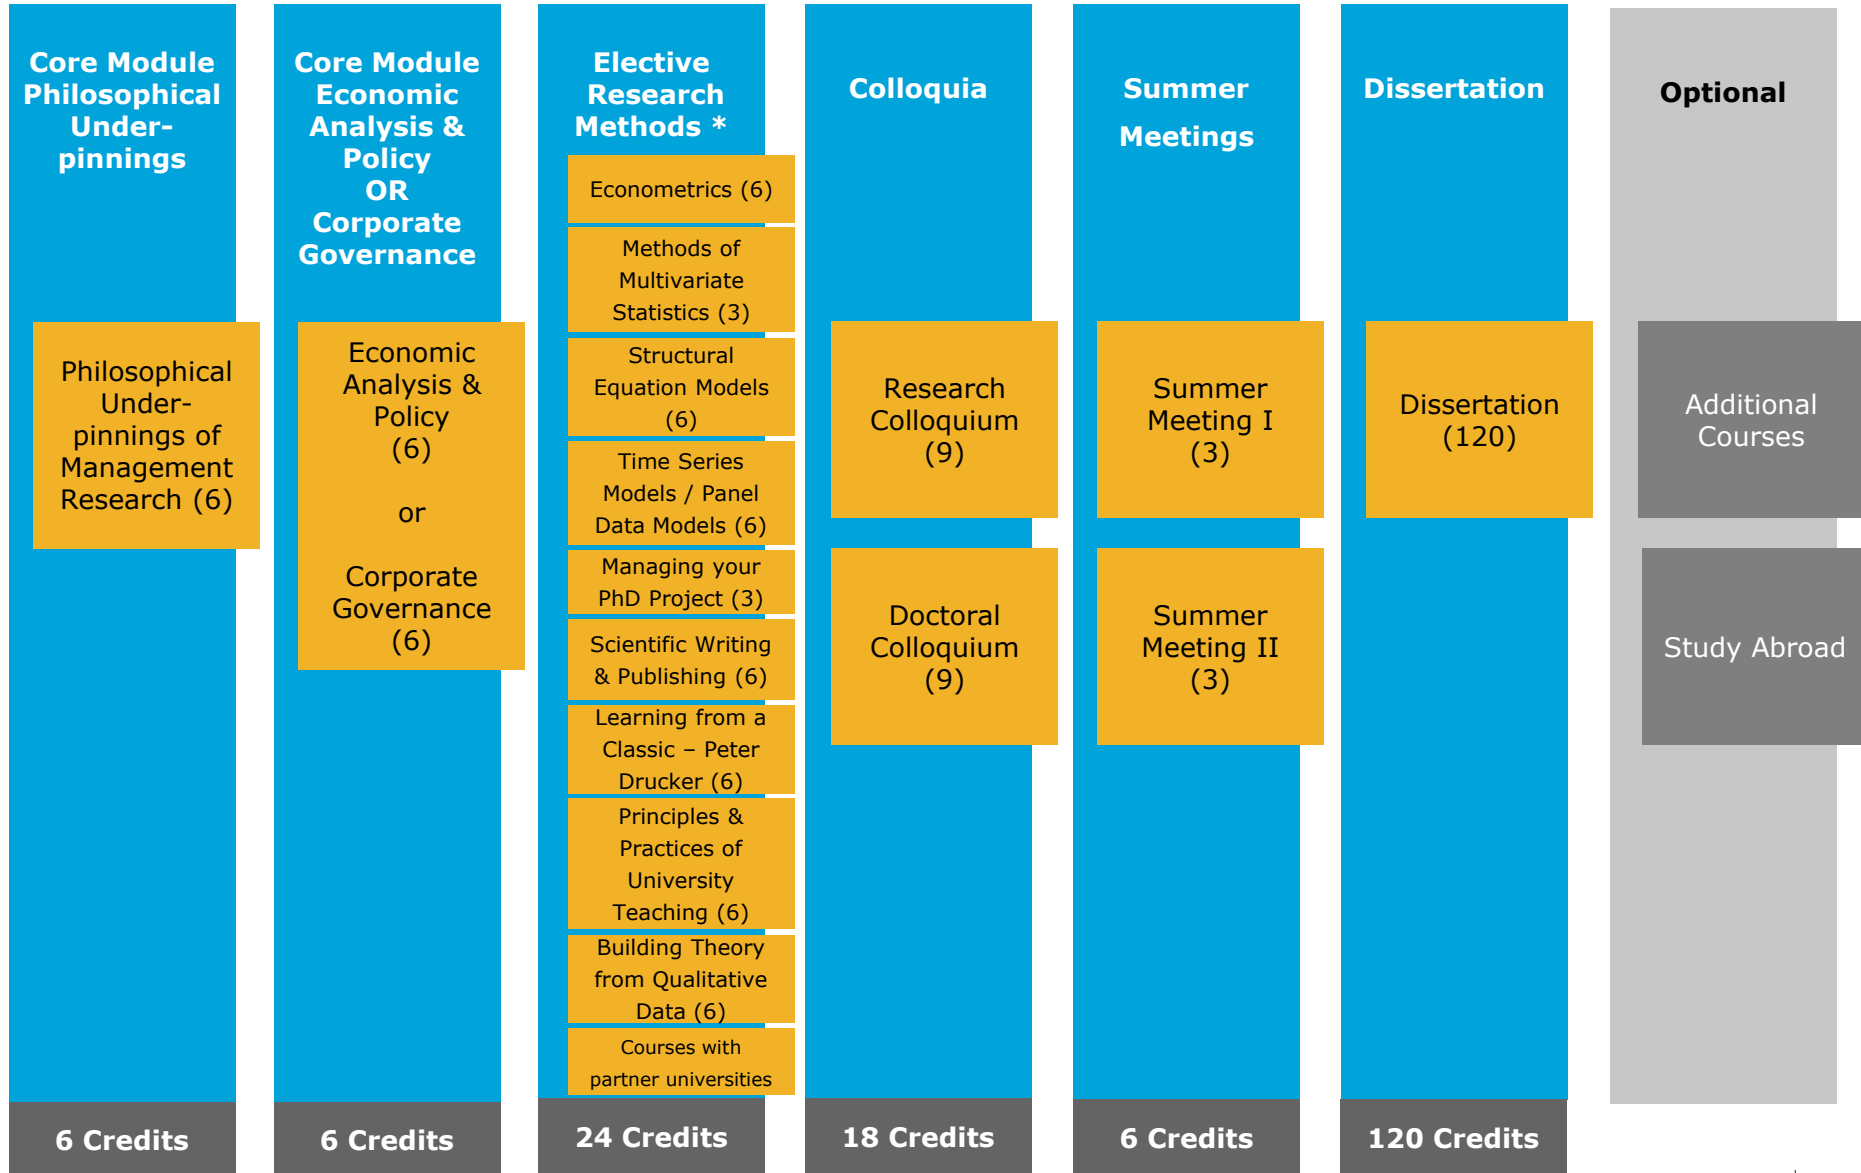 Core Module
Philosophical
Under-
pinnings
Philosophical
Under-
pinnings of
Management
Research (6)
6 Credits
Core Module
Economic
Analysis &
Policy
OR
Corporate
Governance
Economic
Analysis &
Policy
(6)
or
Corporate
Governance
(6)
6 Credits
Elective
Research
Methods *
Econometrics (6)
Methods of
Multivariate
Statistics (3)
Structural
Equation Models
(6)
Time Series
Models / Panel
Data Models (6)
Managing your
PhD Project (3)
Scientific Writing
& Publishing (6)
Learning from a
Classic – Peter
Drucker (6)
Principles &
Practices of
University
Teaching (6)
Building Theory
from Qualitative
Data (6)
Courses with
partner universities
24 Credits
Colloquia
Research
Colloquium
(9)
Doctoral
Colloquium
(9)
18 Credits
Summer
Meetings
Summer
Meeting I
(3)
Summer
Meeting II
(3)
6 Credits
Dissertation
Dissertation
(120)
120 Credits
Optional
Additional
Courses
Study Abroad